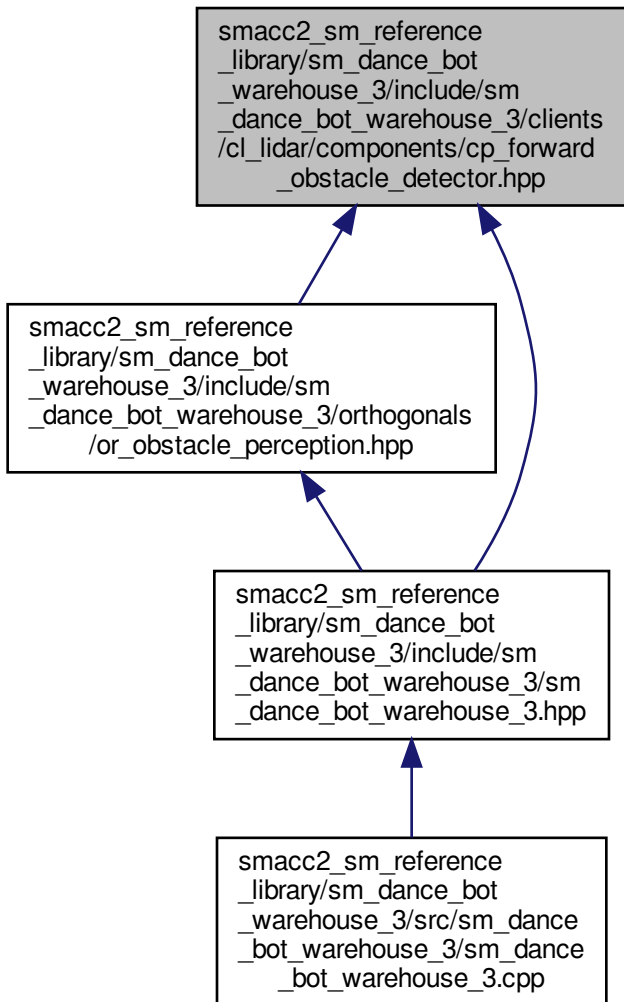 smacc2_sm_reference
_library/sm_dance_bot
_warehouse_3/include/sm
_dance_bot_warehouse_3/clients
/cl_lidar/components/cp_forward
_obstacle_detector.hpp
smacc2_sm_reference
_library/sm_dance_bot
_warehouse_3/include/sm
_dance_bot_warehouse_3/orthogonals
/or_obstacle_perception.hpp
smacc2_sm_reference
_library/sm_dance_bot
_warehouse_3/include/sm
_dance_bot_warehouse_3/sm
_dance_bot_warehouse_3.hpp
smacc2_sm_reference
_library/sm_dance_bot
_warehouse_3/src/sm_dance
_bot_warehouse_3/sm_dance
_bot_warehouse_3.cpp